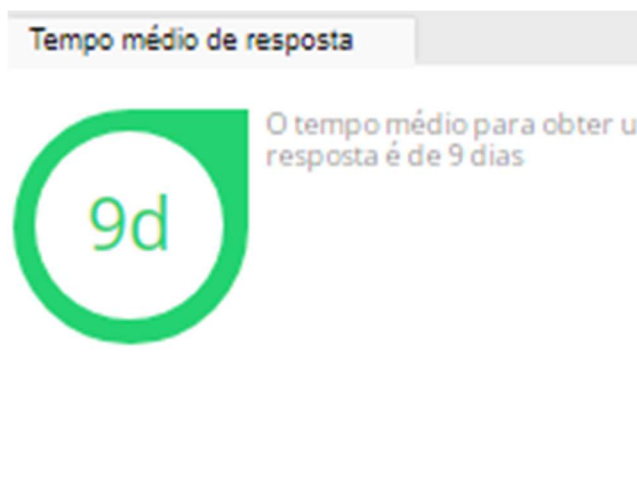 Tempo médio de resposta
O tempo médio para obter u
resposta é de 9 dias
9d